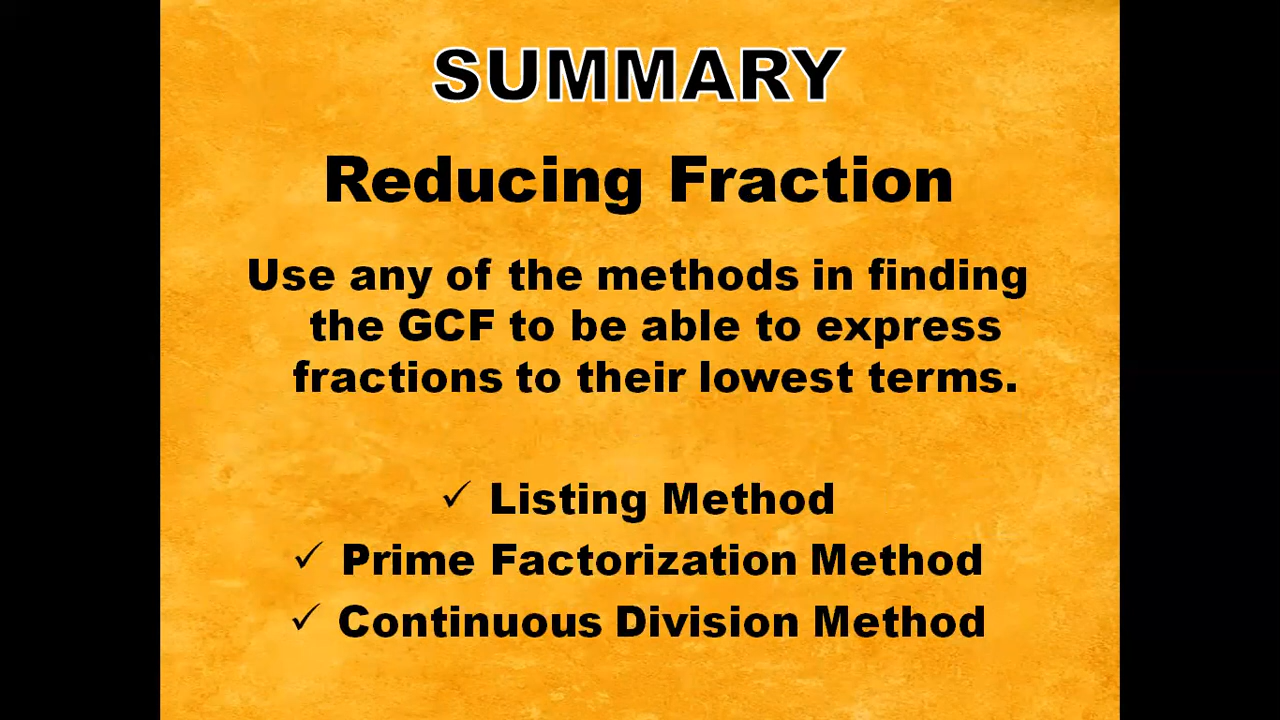 SUMMARY
Reducing Fraction
Use any of the methods in finding
the GCF to be able to express
fractions to their lowest terms.
✓ Listing Method
✓ Prime Factorization Method
✓ Continuous Division Method